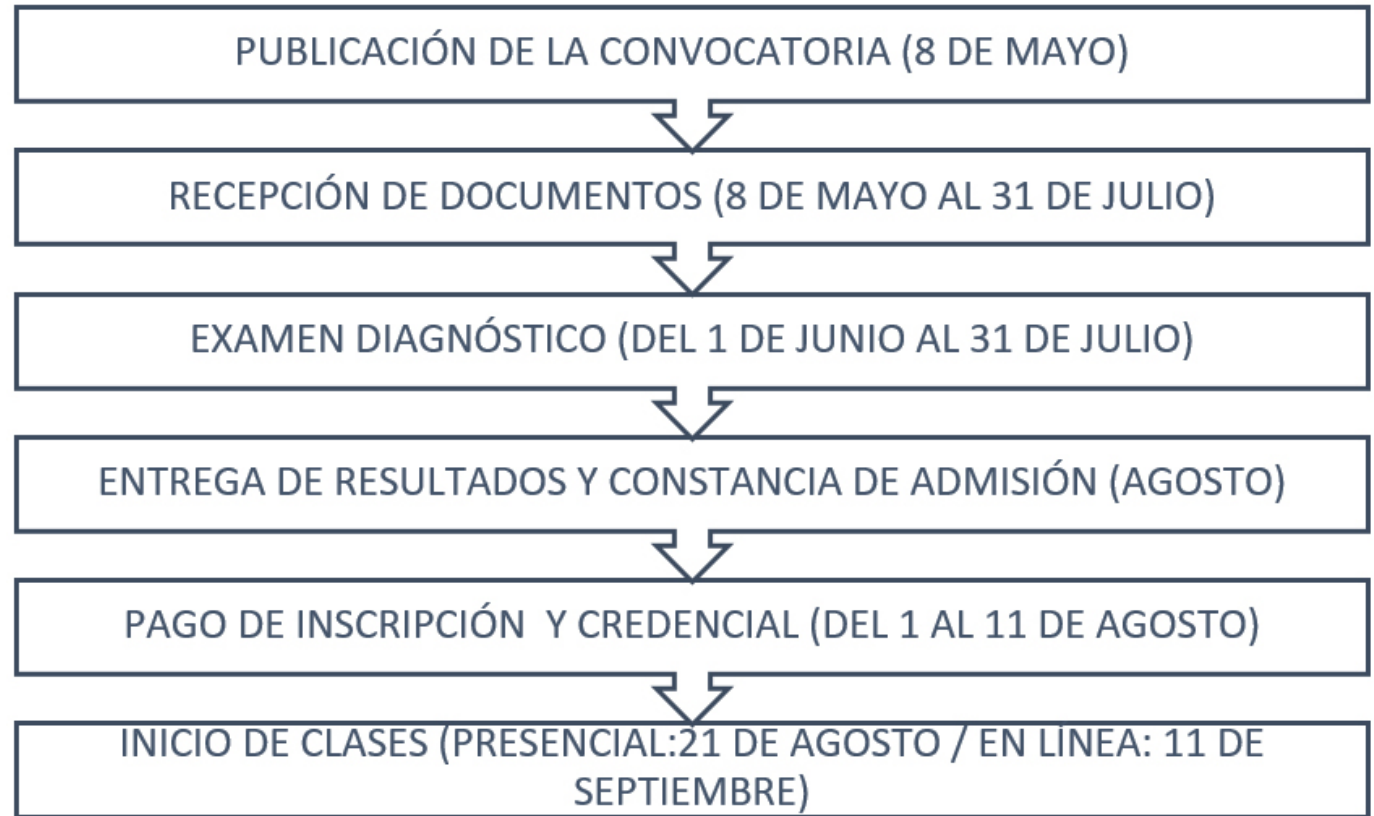 PUBLICACIÓN DE LA CONVOCATORIA (8 DE MAYO)
RECEPCIÓN DE DOCUMENTOS (8 DE MAYO AL 31 DE JULIO)
EXAMEN DIAGNÓSTICO (DEL 1 DE JUNIO AL 31 DE JULIO)
ENTREGA DE RESULTADOS Y CONSTANCIA DE ADMISIÓN (AGOSTO)
PAGO DE INSCRIPCIÓN  Y CREDENCIAL (DEL 1 AL 11 DE AGOSTO)
INICIO DE CLASES (PRESENCIAL:21 DE AGOSTO / EN LÍNEA: 11 DE
SEPTIEMBRE)